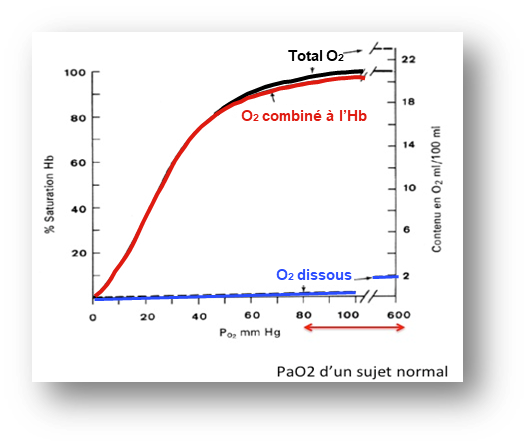 Total O2
100
80
60
40
20
% Saturation Hb
O2 combiné à l'Hb
O2 dissous
22
18
14
10
6
2
Contenu en O2 ml/100 ml
0 20 40 60 80 100 600
PO2 mm Hg
PaO2 d'un sujet normal